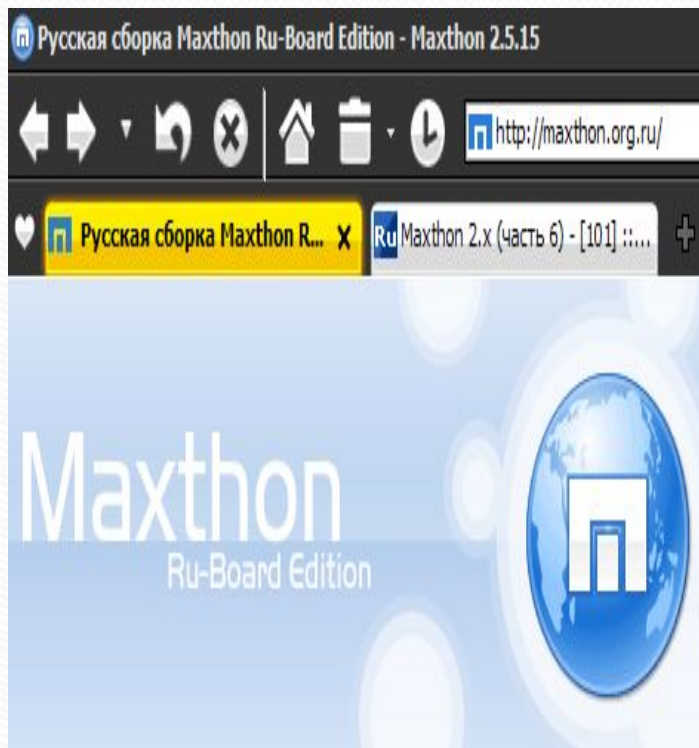 Русская сборка Maxthon Ru-Board Edition - Maxthon 2.5.15
http://maxthon.org.ru/
Русская сборка Maxthon R... Ru Maxthon 2.x (часть 6) - [101] ::...
Maxthon
Ru-Board Edition